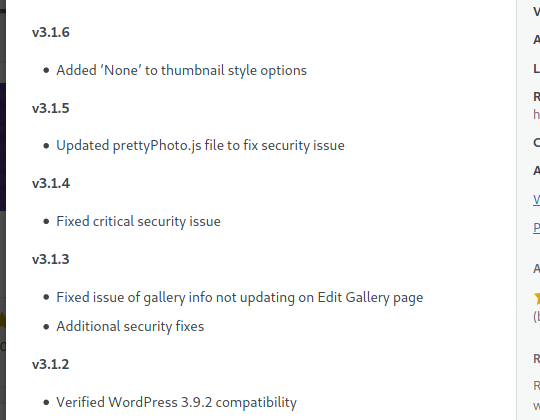 v3.1.6
Added ‘None’ to thumbnail style options
v3.1.5
Updated prettyPhoto.js file to fix security issue
v3.1.4
Fixed critical security issue
v3.1.3
Fixed issue of gallery info not updating on Edit Gallery page
Additional security fixes
v3.1.2
Verified WordPress 3.9.2 compatibility